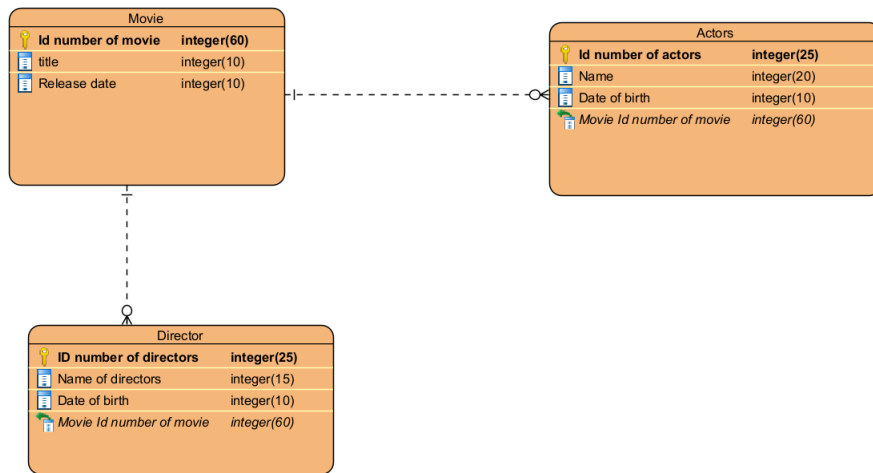 Movie
Id number of movie integer(60)
title integer(10)
Release date integer(10)
Actors
Id number of actors integer(25)
Name integer(20)
Date of birth integer(10)
Movie Id number of movie integer(60)
Director
ID number of directors integer(25)
Name of directors integer(15)
Date of birth integer(10)
Movie Id number of movie integer(60)